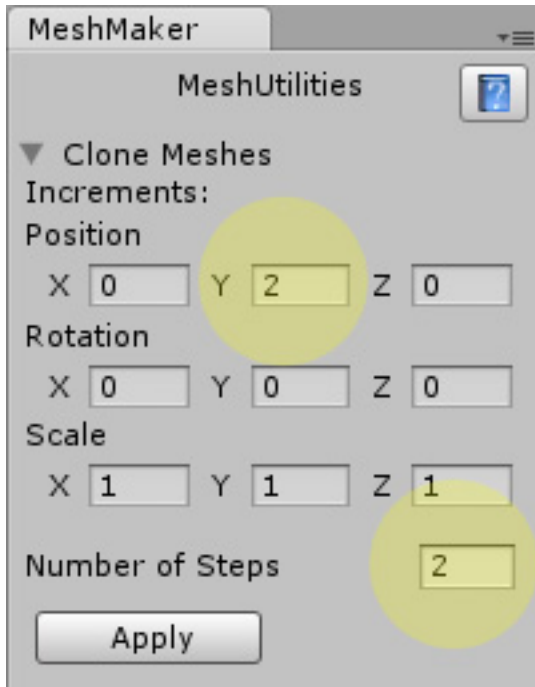 MeshMaker
MeshUtilities
?
Clone Meshes
Increments:
Position
X 0 Y 2 Z 0
Rotation
X 0 Y 0 Z 0
Scale
X 1 Y 1 Z 1
Number of Steps 2
Apply